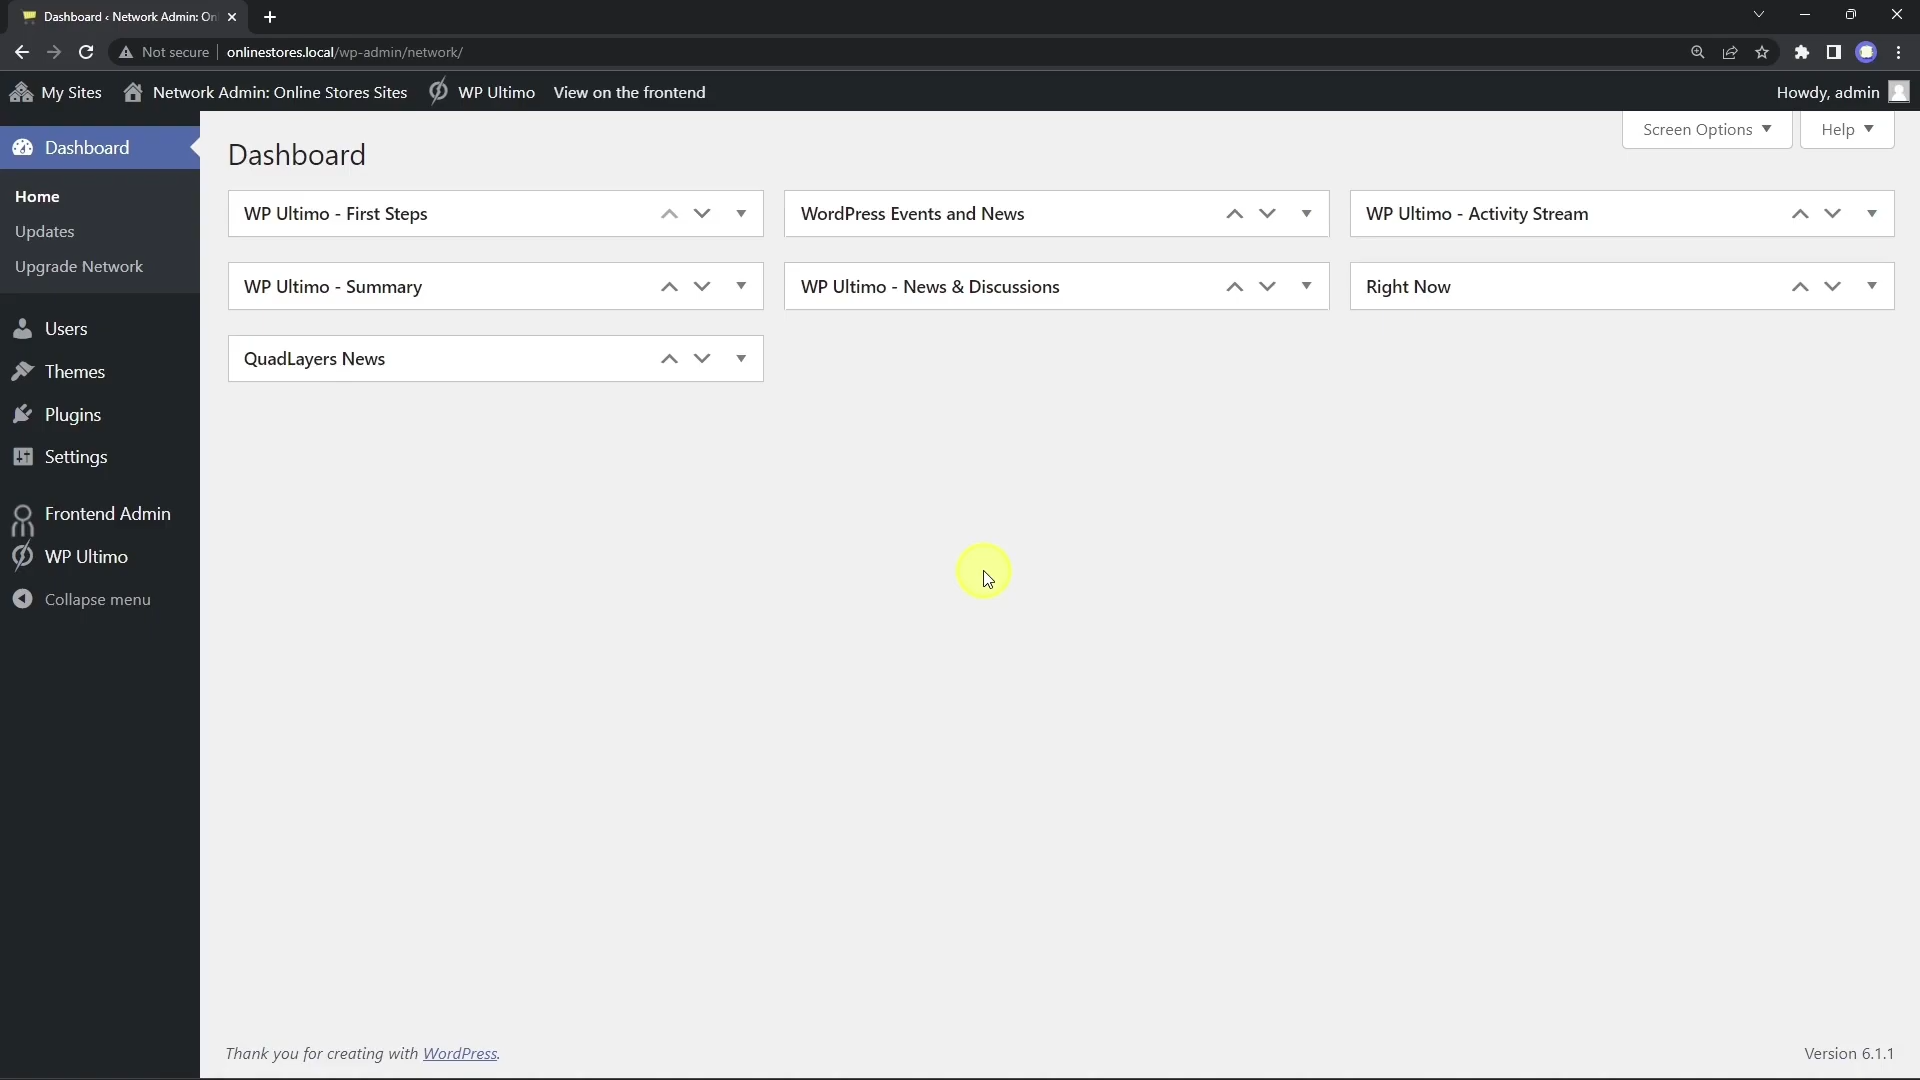 Dashboard ‹ Network Admin: On
Not secure
onlinestores.local/wp-admin/network/
My Sites
Network Admin: Online Stores Sites
WP Ultimo
View on the frontend
Howdy, admin
Dashboard
Home
Updates
Upgrade Network
Users
Themes
Plugins
Settings
Frontend Admin
WP Ultimo
Collapse menu
Screen Options
Help
Dashboard
WP Ultimo - First Steps
WordPress Events and News
WP Ultimo - Activity Stream
WP Ultimo - Summary
WP Ultimo - News & Discussions
Right Now
QuadLayers News
Thank you for creating with WordPress.
Version 6.1.1